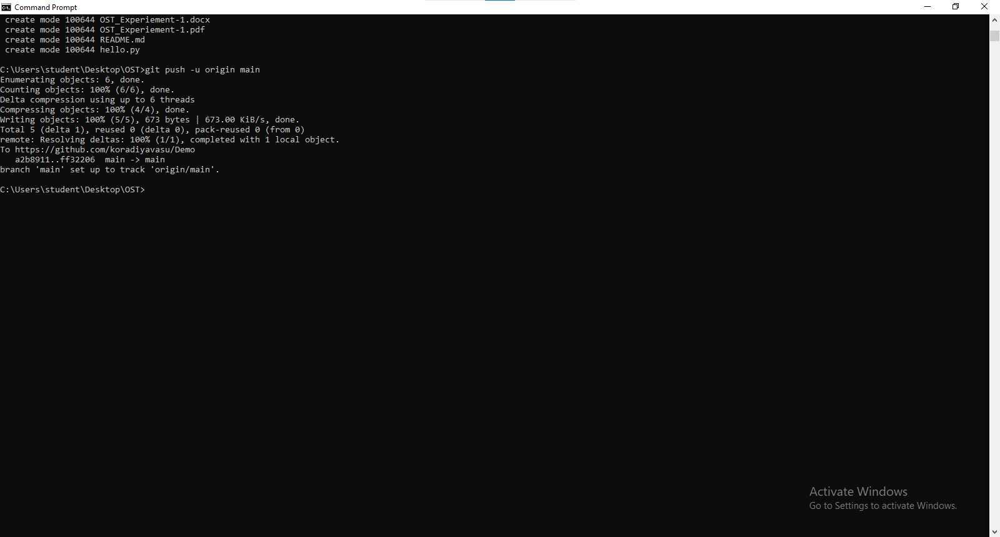 Command Prompt
create mode 100644 OST_Experiement-1.docx
create mode 100644 OST_Experiement-1.pdf
create mode 100644 README.md
create mode 100644 hello.py
C:\Users\student\Desktop\OST>git push -u origin main
Enumerating objects: 6, done.
Counting objects: 100% (6/6), done.
Delta compression using up to 6 threads
Compressing objects: 100% (4/4), done.
Writing objects: 100% (5/5), 673 bytes | 673.00 KiB/s, done.
Total 5 (delta 1), reused 0 (delta 0), pack-reused 0 (from 0)
remote: Resolving deltas: 100% (1/1), completed with 1 local object.
To https://github.com/koradiyavasu/Demo
a2b8911..ff32206  main -> main
branch 'main' set up to track 'origin/main'.
C:\Users\student\Desktop\OST>
Activate Windows
Go to Settings to activate Windows.